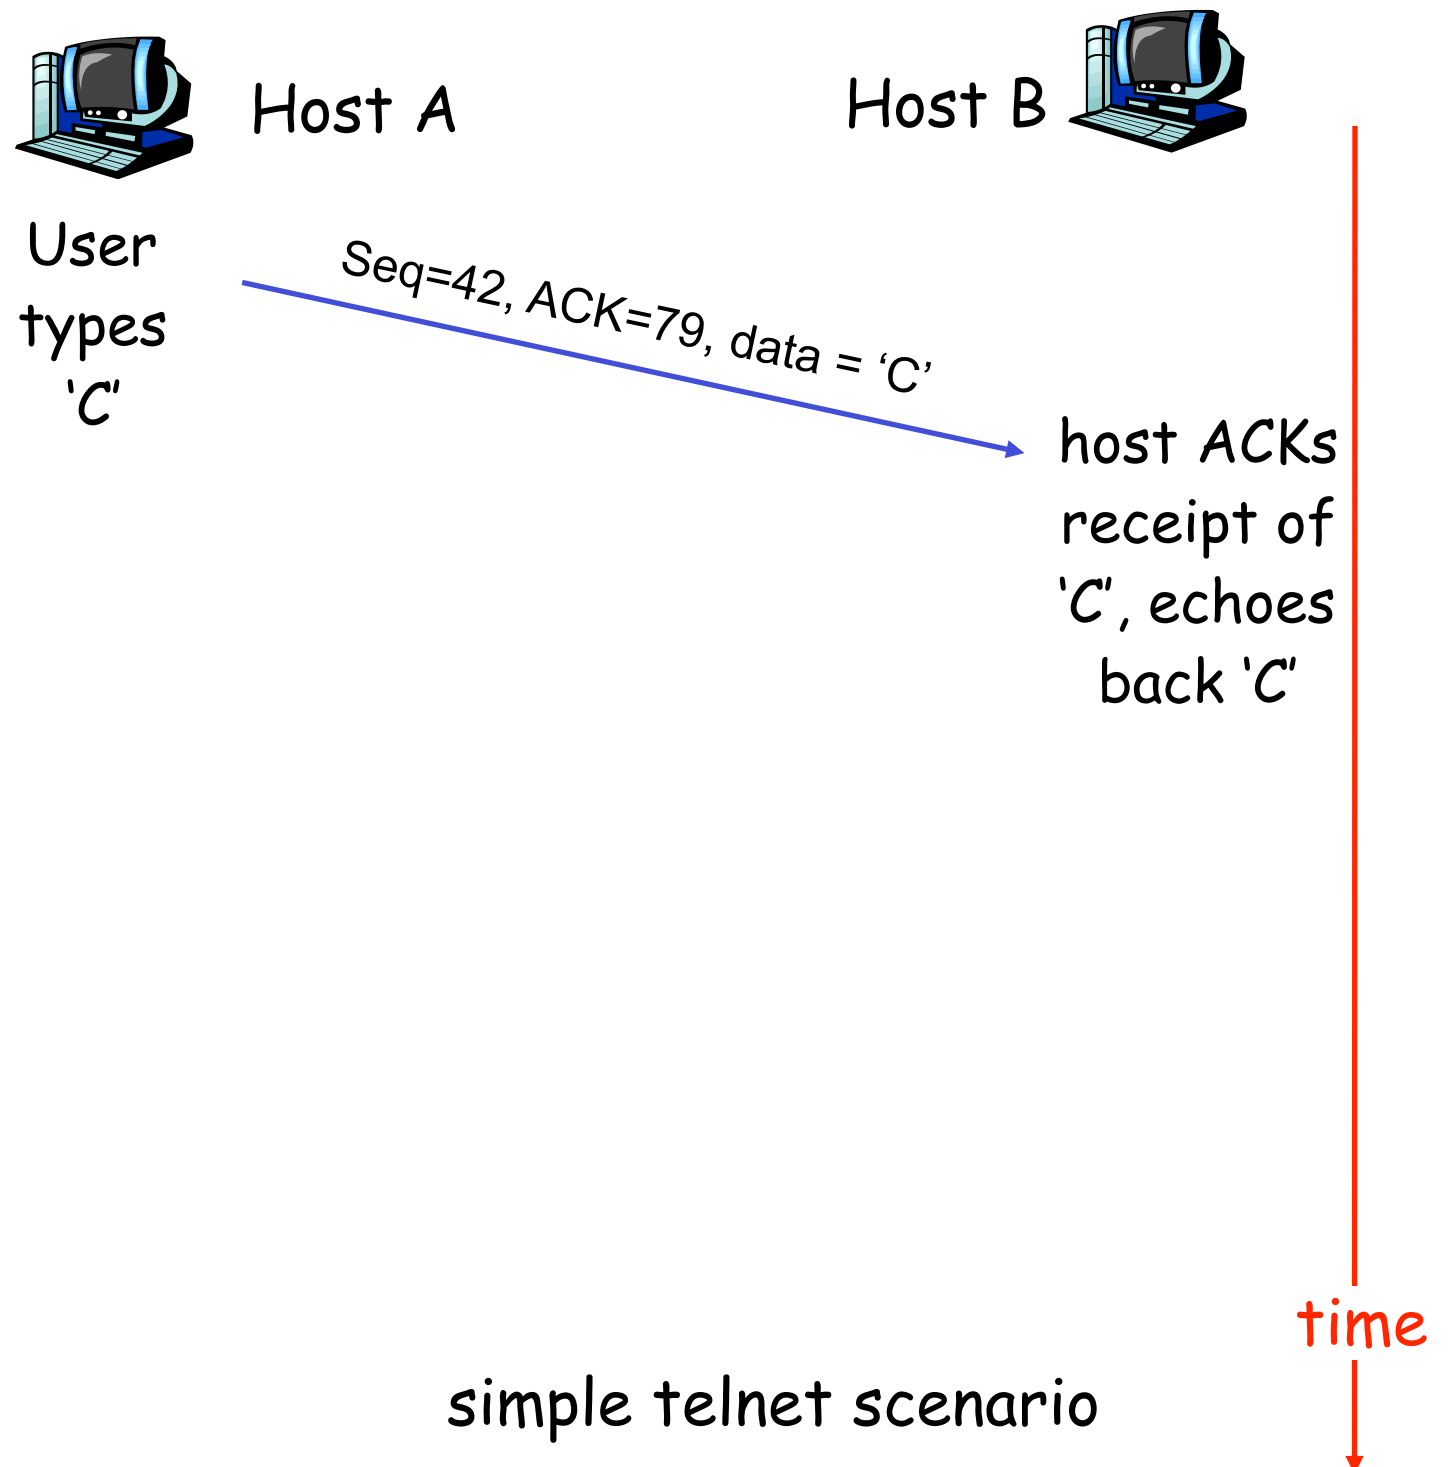 Host A
Host B
User
types
‘C’
Seq=42, ACK=79, data = ‘C’
host ACKs
receipt of
‘C’, echoes
back ‘C’
time
simple telnet scenario